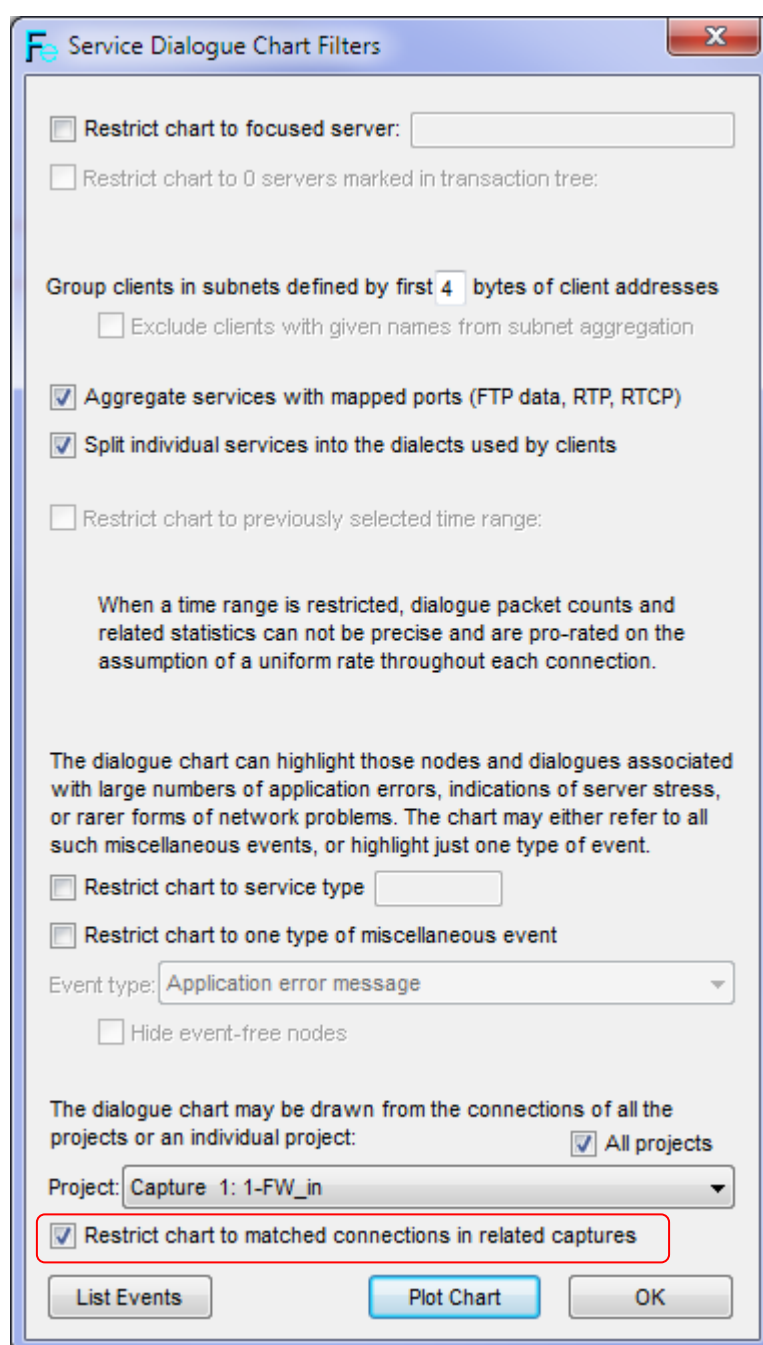 Fe Service Dialogue Chart Filters
Restrict chart to focused server:
Restrict chart to 0 servers marked in transaction tree:
Group clients in subnets defined by first 4 bytes of client addresses
Exclude clients with given names from subnet aggregation
Aggregate services with mapped ports (FTP data, RTP, RTCP)
Split individual services into the dialects used by clients
Restrict chart to previously selected time range:
When a time range is restricted, dialogue packet counts and
related statistics can not be precise and are pro-rated on the
assumption of a uniform rate throughout each connection.
The dialogue chart can highlight those nodes and dialogues associated
with large numbers of application errors, indications of server stress,
or rarer forms of network problems. The chart may either refer to all
such miscellaneous events, or highlight just one type of event.
Restrict chart to service type
Restrict chart to one type of miscellaneous event
Event type: Application error message
Hide event-free nodes
The dialogue chart may be drawn from the connections of all the
projects or an individual project:
All projects
Project: Capture 1: 1-FW_in
Restrict chart to matched connections in related captures
List Events
Plot Chart
OK